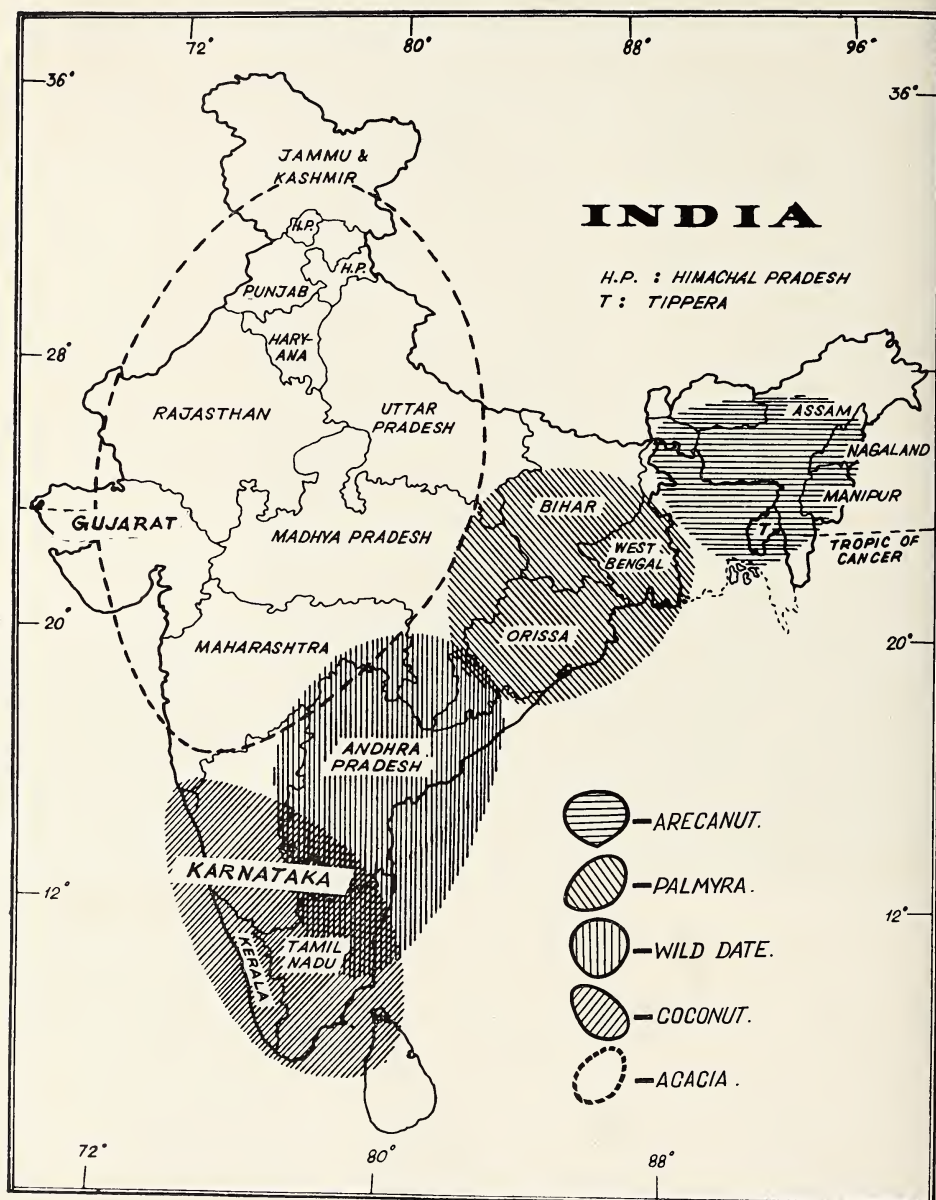 72°
80°
88°
96°
36°
36°
JAMMU &
KASHMIR
INDIA
H.P.
H.P. : HIMACHAL PRADESH
H.P.
T : TIPPERA
PUNJAB
HARY-
ANA
28°
RAJASTHAN
UTTAR
PRADESH
ASSAM
NAGALAND
MANIPUR
BIHAR
GUJARAT
MADHYA PRADESH
T
WEST
BENGAL
TROPIC OF
CANCER
20°
20°
MAHARASHTRA
ORISSA
ANDHRA
PRADESH
ARECANUT.
KARNATAKA
PALMYRA.
12°
12°
TAMIL
NADU
KERALA
WILD DATE.
COCONUT.
ACACIA.
72°
80°
88°